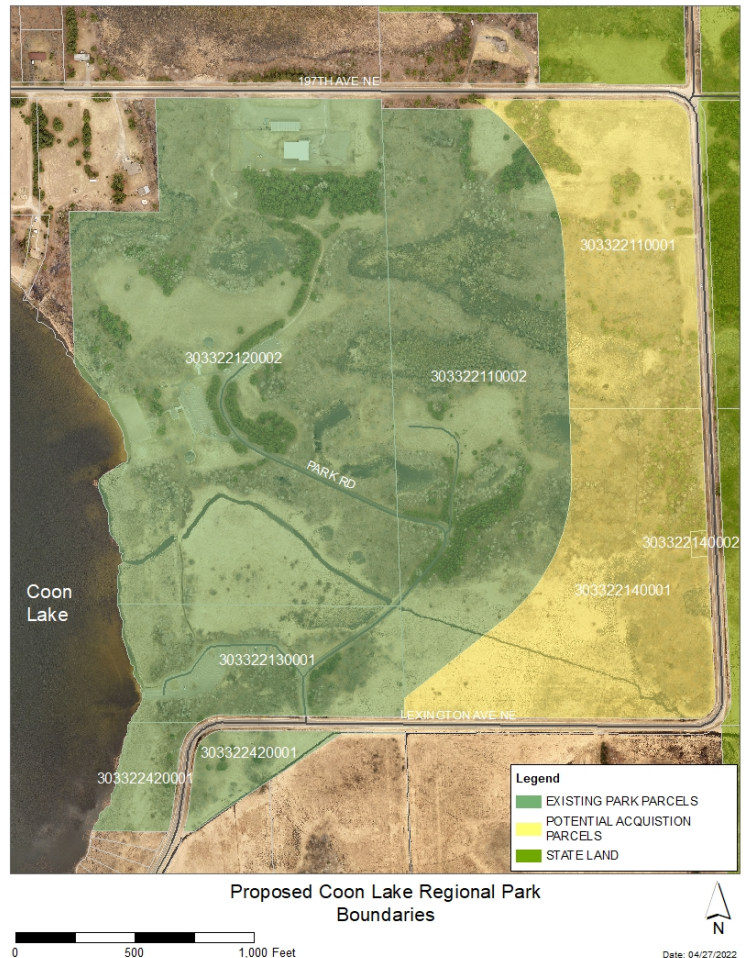 197TH AVE NE
303322110001
303322120002
303322110002
PARK RD
303322140002
303322140001
Coon
Lake
303322130001
LEXINGTON AVE NE
303322420001
303322420001
Legend
EXISTING PARK PARCELS
POTENTIAL ACQUISTION
PARCELS
STATE LAND
Proposed Coon Lake Regional Park
Boundaries
N
0 500 1,000 Feet
Date: 04/27/2022